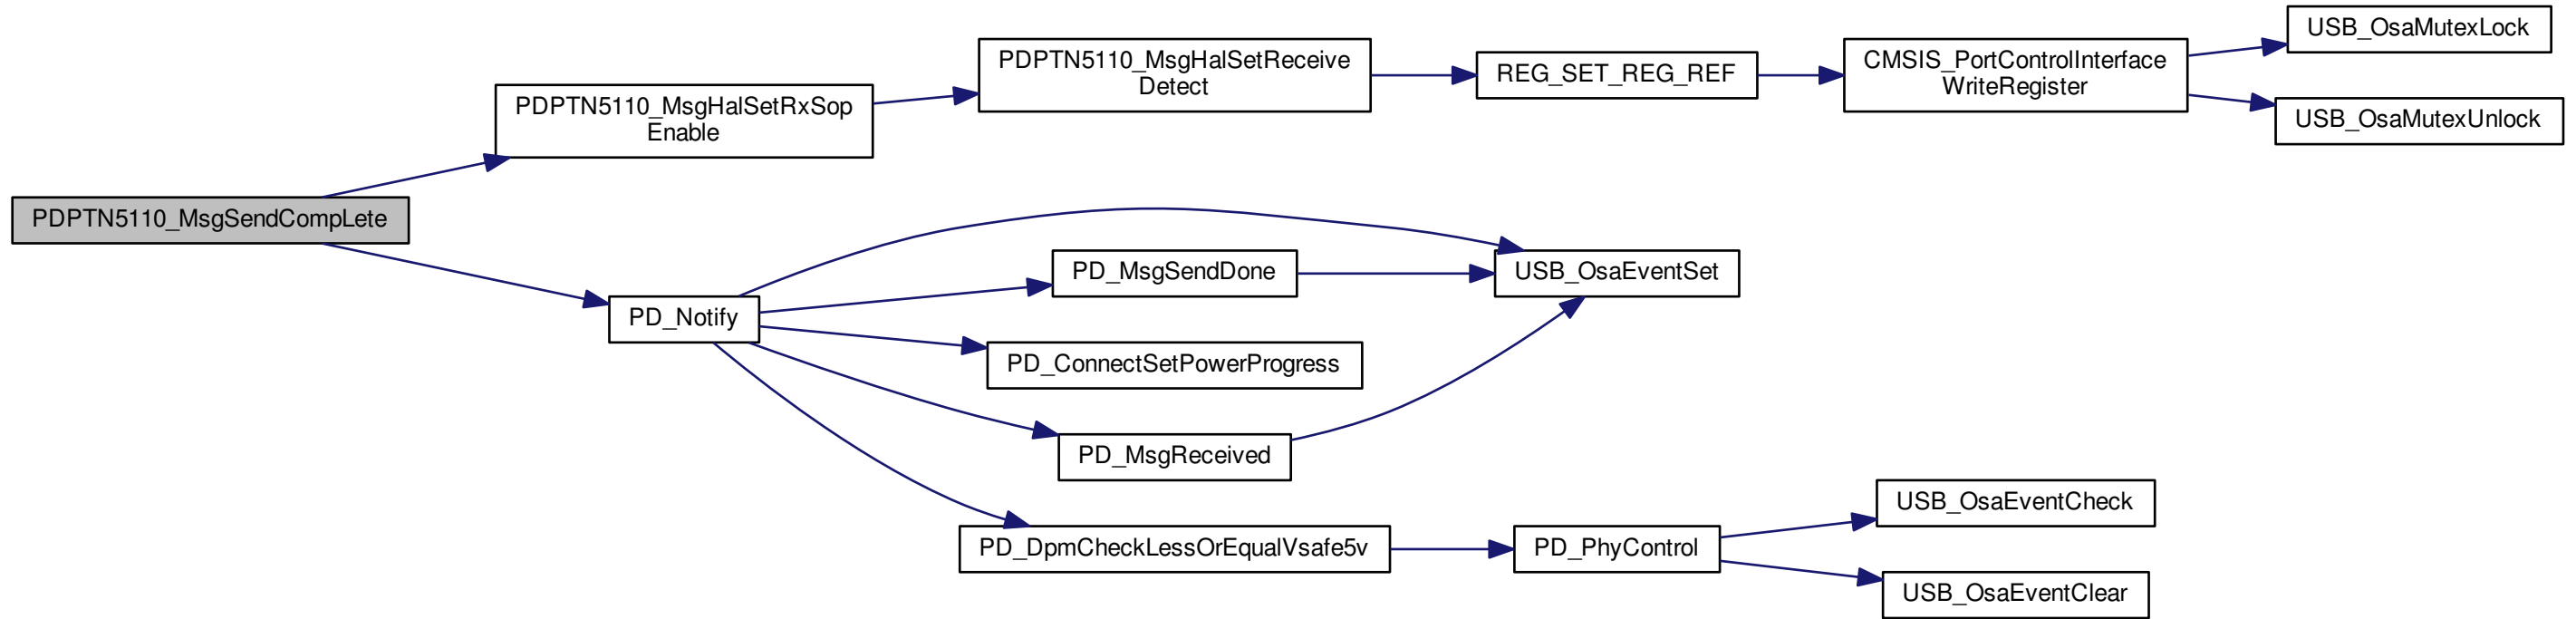 USB_OsaMutexLock
PDPTN5110_MsgHalSetReceive
Detect
REG_SET_REG_REF
CMSIS_PortControlInterface
WriteRegister
PDPTN5110_MsgHalSetRxSop
Enable
USB_OsaMutexUnlock
PDPTN5110_MsgSendCompLete
PD_MsgSendDone
USB_OsaEventSet
PD_Notify
PD_ConnectSetPowerProgress
PD_MsgReceived
USB_OsaEventCheck
PD_DpmCheckLessOrEqualVsafe5v
PD_PhyControl
USB_OsaEventClear